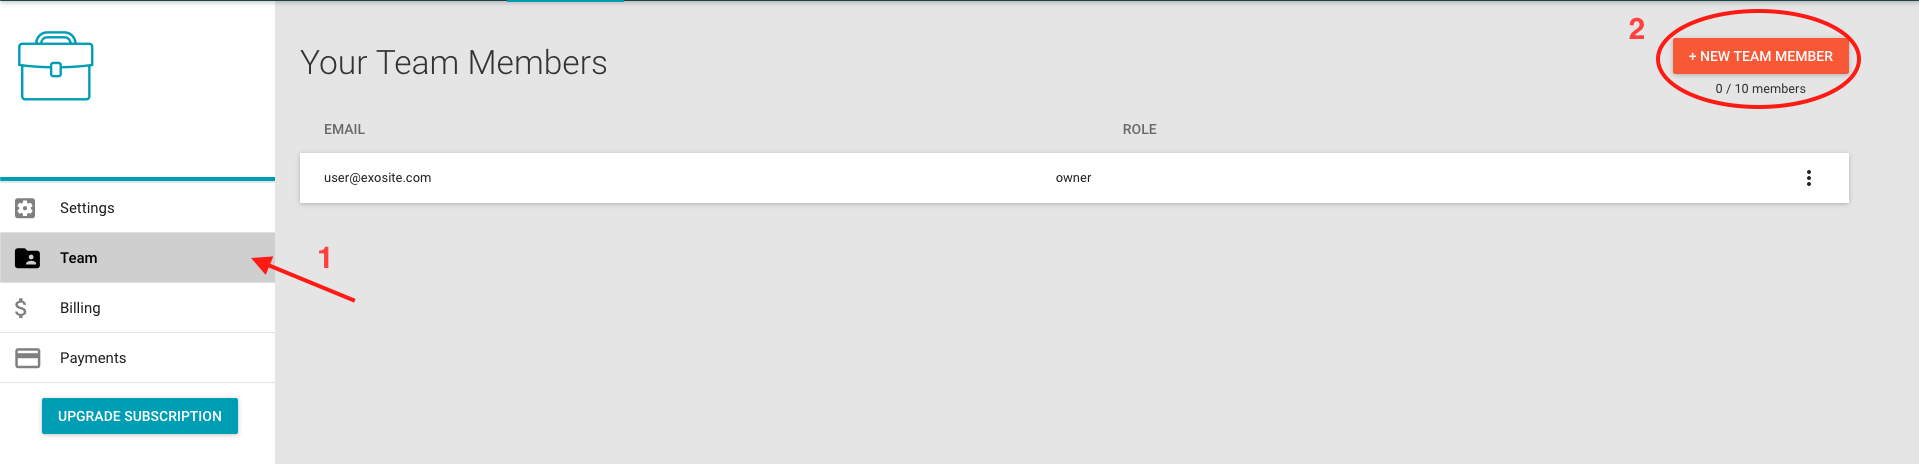 Your Team Members
2
+ NEW TEAM MEMBER
0 / 10 members
EMAIL ROLE
user@exosite.com owner
Settings
Team
1
Billing
Payments
UPGRADE SUBSCRIPTION